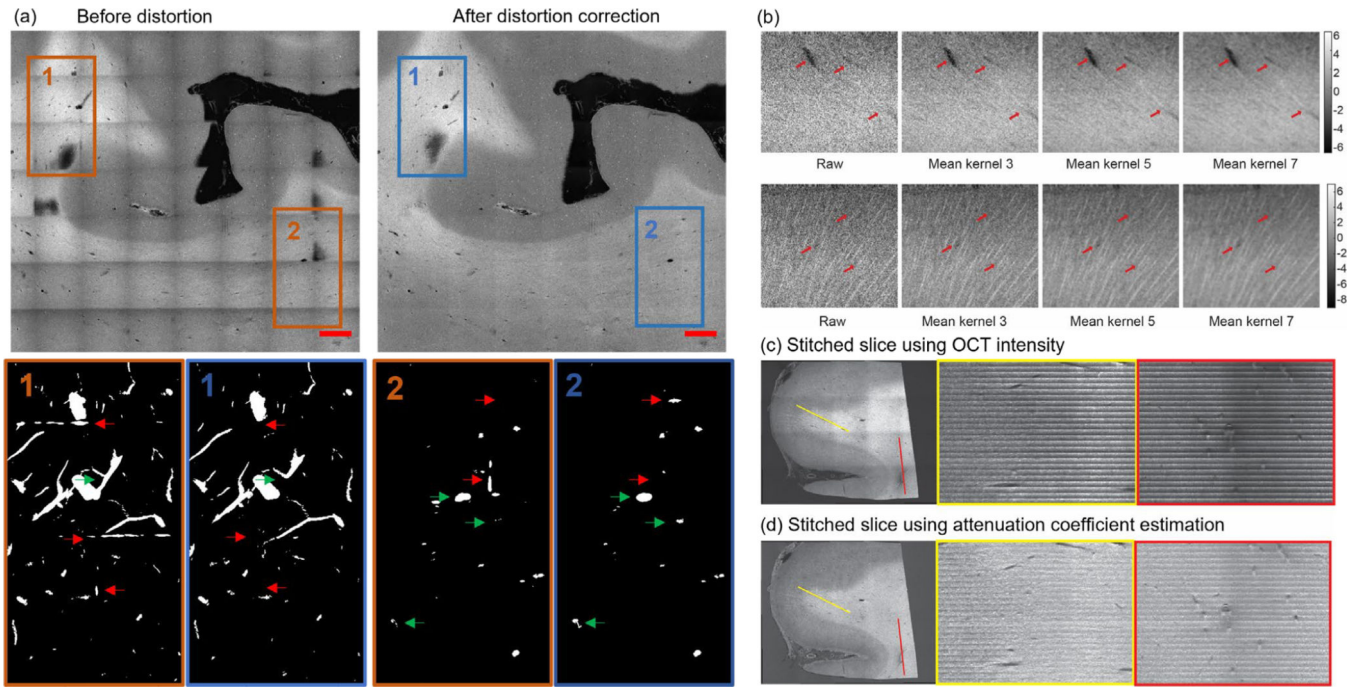 (a)
Before distortion
After distortion correction
1
2
1
2
1
1
2
2
(b)
6
4
2
0
-2
-4
-6
Raw
Mean kernel 3
Mean kernel 5
Mean kernel 7
6
4
2
0
-2
-4
-6
-8
Raw
Mean kernel 3
Mean kernel 5
Mean kernel 7
(c) Stitched slice using OCT intensity
(d) Stitched slice using attenuation coefficient estimation